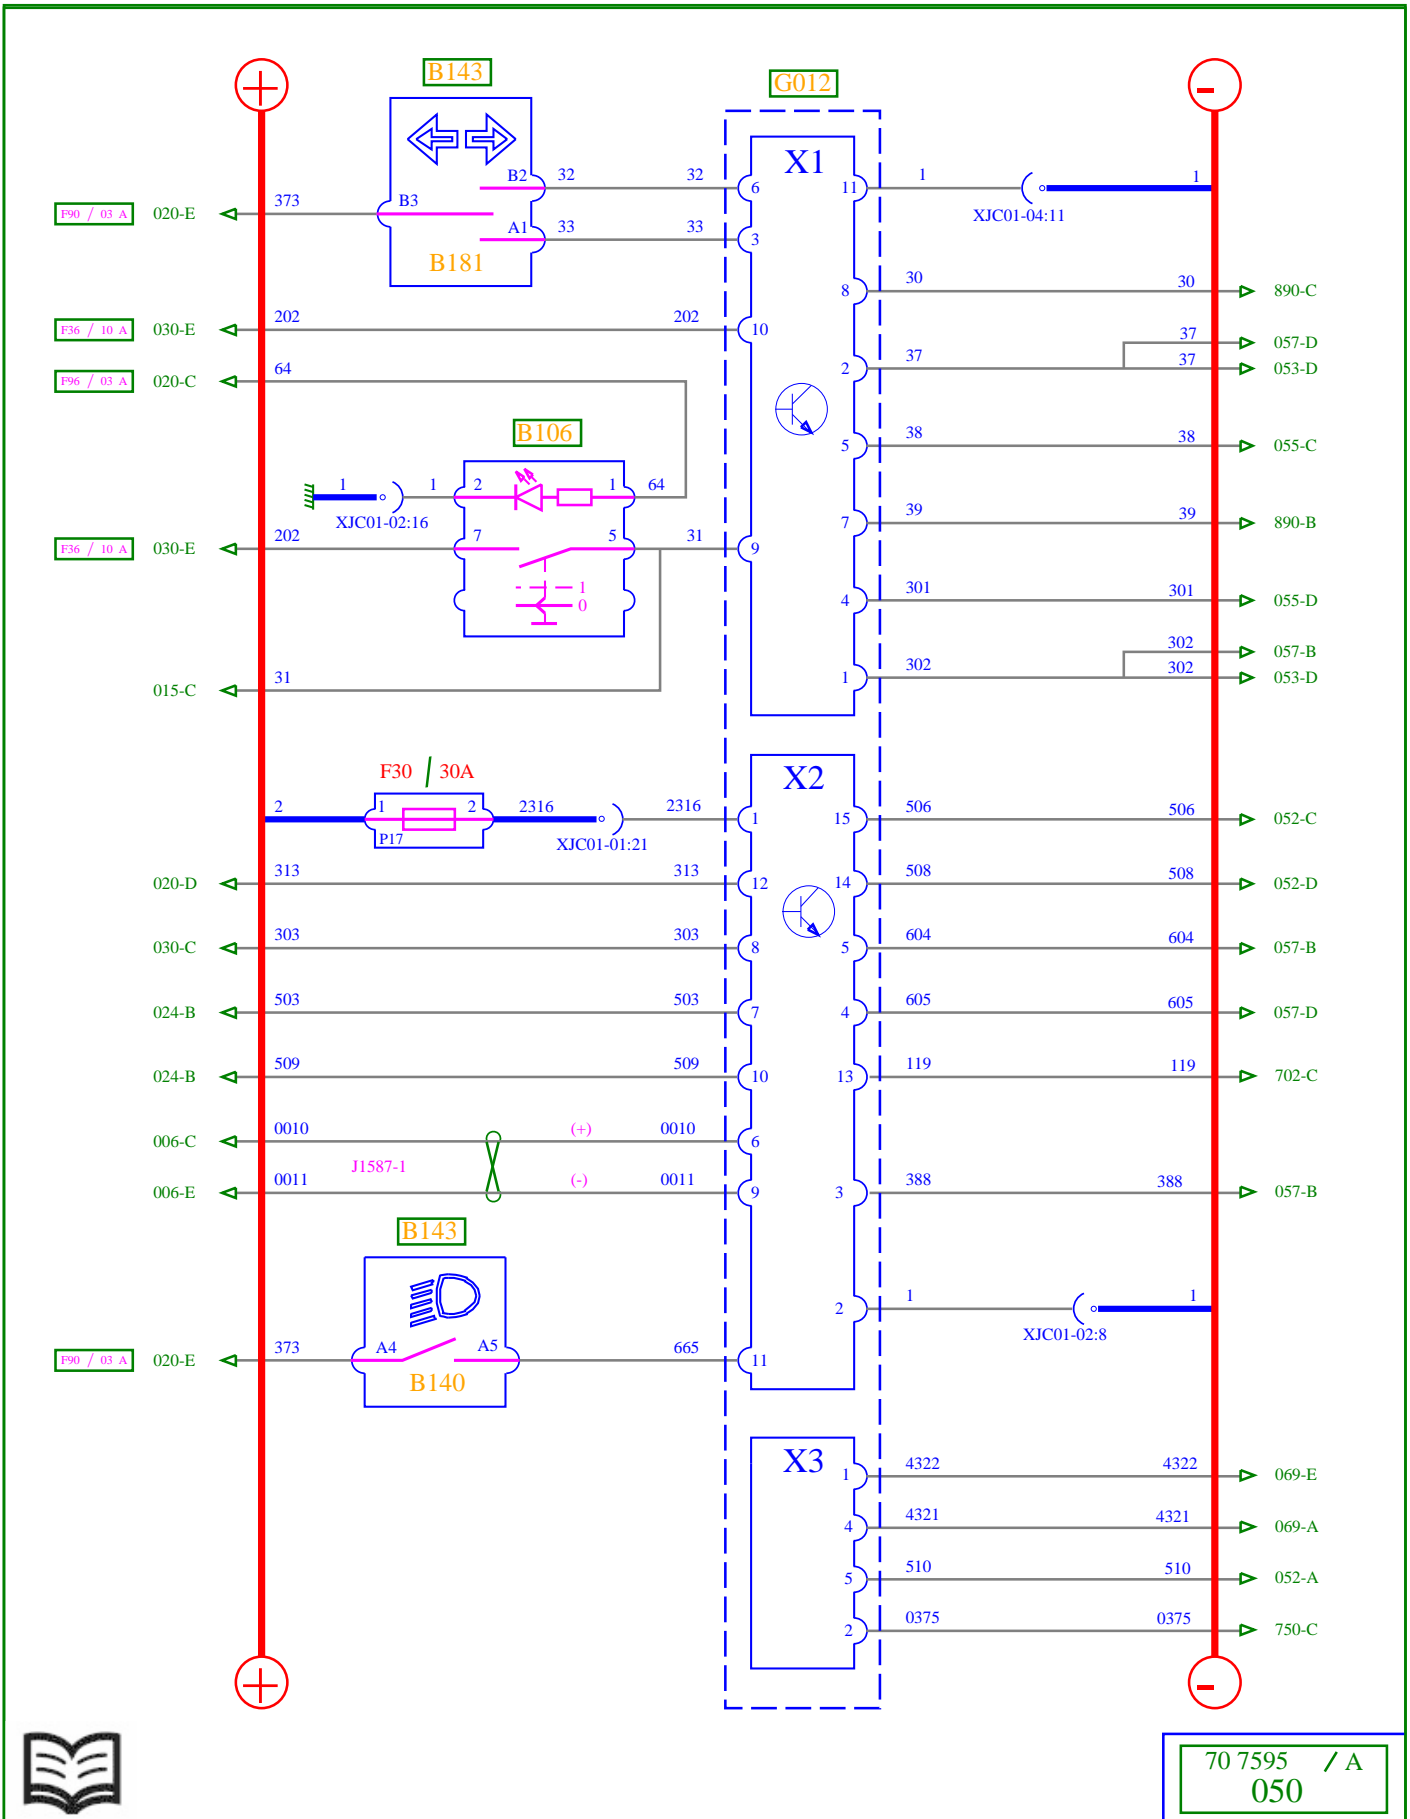 B143
G012
X1
B2 32 32 6 11 1 1
373 B3
F90 / 03 A 020-E
XJC01-04:11
A1 33 33 3
B181
8 30 30 890-C
F36 / 10 A 030-E 202 202 10
37 057-D
2 37 37 053-D
F96 / 03 A 020-C 64
B106
5 38 38 055-C
1 1 2 1 64
XJC01-02:16
7 39 39 890-B
F36 / 10 A 030-E 202 7 5 31 9
1
0
4 301 301 055-D
302 057-B
1 302 302 053-D
015-C 31
F30 / 30A
X2
2 1 2 2316 2316 1 15 506 506 052-C
P17
XJC01-01:21
020-D 313 313 12 14 508 508 052-D
030-C 303 303 8 5 604 604 057-B
024-B 503 503 7 4 605 605 057-D
024-B 509 509 10 13 119 119 702-C
006-C 0010 (+) 0010 6
J1587-1
006-E 0011 (-) 0011 9 3 388 388 057-B
B143
2 1 1
XJC01-02:8
F90 / 03 A 020-E 373 A4 A5 665 11
B140
X3
1 4322 4322 069-E
4 4321 4321 069-A
5 510 510 052-A
2 0375 0375 750-C
70 7595 / A
050